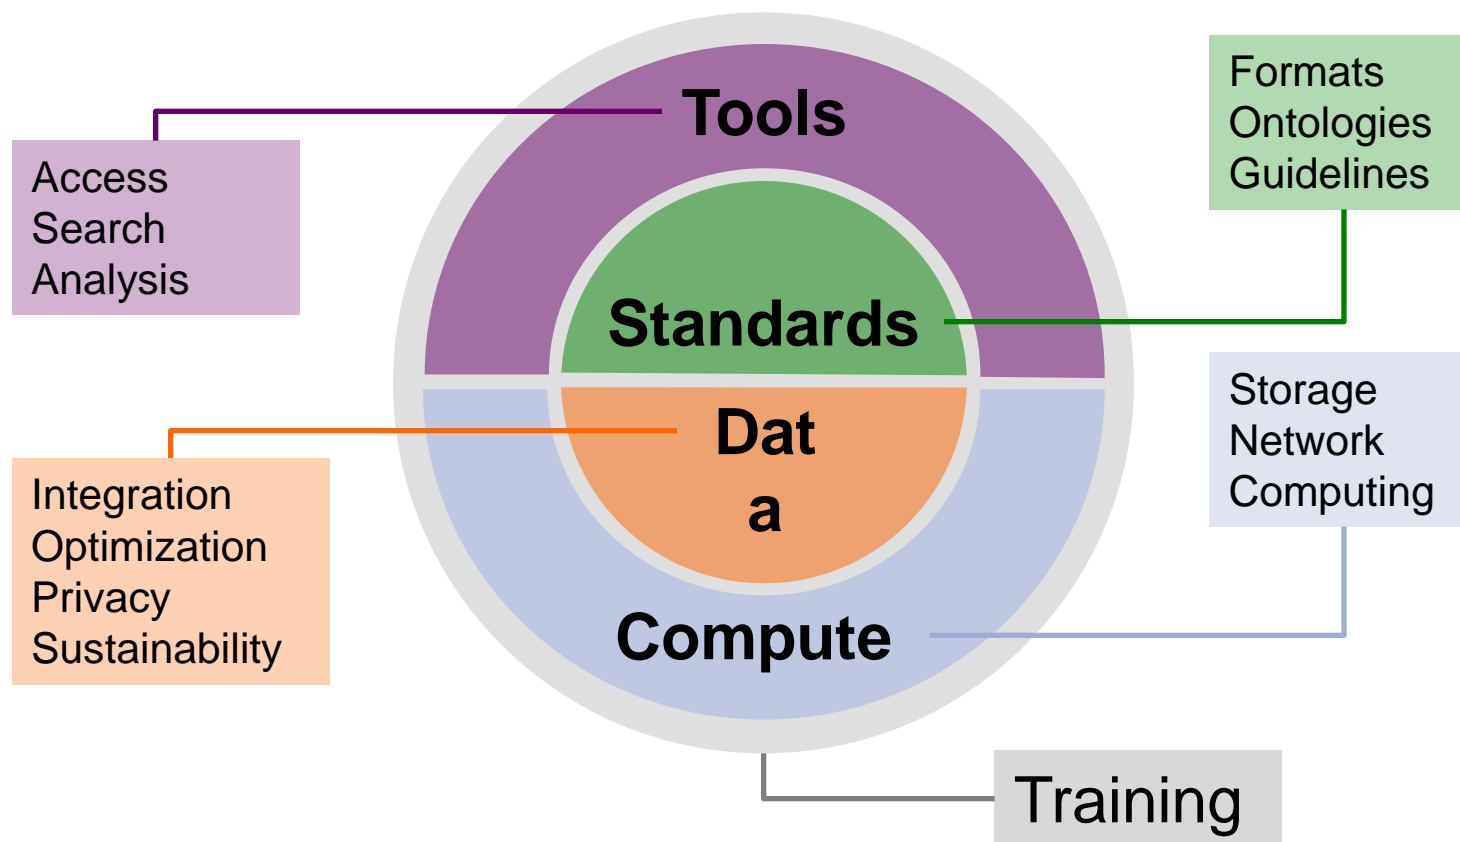 Tools
Access
Search
Analysis
Formats
Ontologies
Guidelines
Standards
Dat
a
Integration
Optimization
Privacy
Sustainability
Storage
Network
Computing
Compute
Training